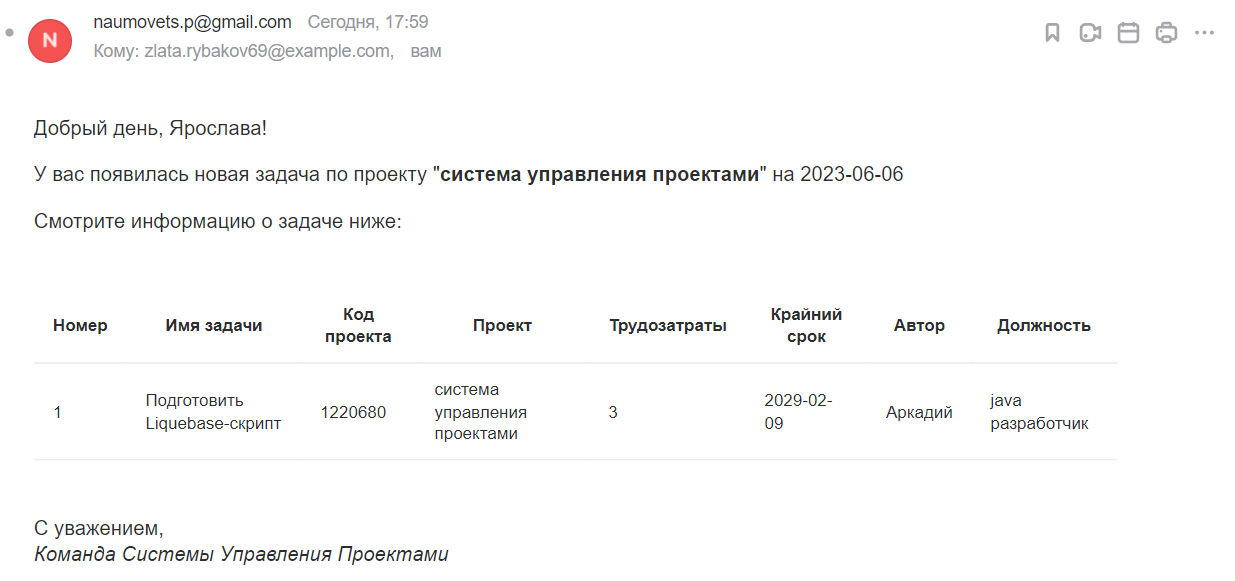 N
naumovets.p@gmail.com Сегодня, 17:59
Кому: zlata.rybakov69@example.com, вам
Добрый день, Ярослава!
У вас появилась новая задача по проекту "система управления проектами" на 2023-06-06
Смотрите информацию о задаче ниже:
Номер Имя задачи Код проекта Проект Трудозатраты Крайний срок Автор Должность
1 Подготовить Liquebase-скрипт 1220680 система управления проектами 3 2029-02-09 Аркадий java разработчик
С уважением,
Команда Системы Управления Проектами